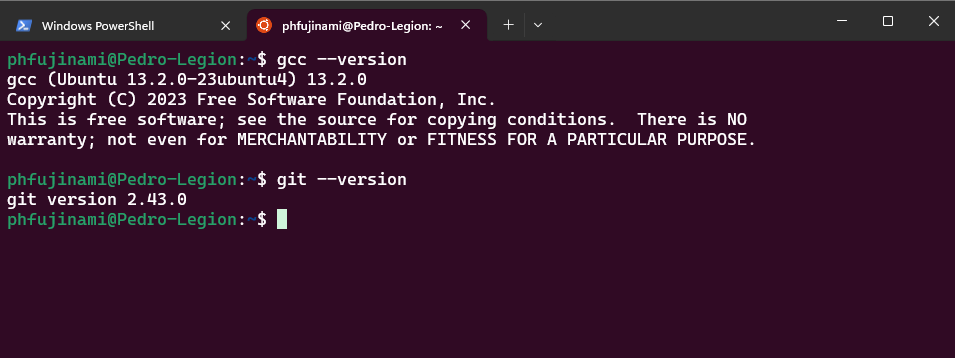 Windows PowerShell
phfujinami@Pedro-Legion: ~
phfujinami@Pedro-Legion:~$ gcc --version
gcc (Ubuntu 13.2.0-23ubuntu4) 13.2.0
Copyright (C) 2023 Free Software Foundation, Inc.
This is free software; see the source for copying conditions.  There is NO
warranty; not even for MERCHANTABILITY or FITNESS FOR A PARTICULAR PURPOSE.
phfujinami@Pedro-Legion:~$ git --version
git version 2.43.0
phfujinami@Pedro-Legion:~$